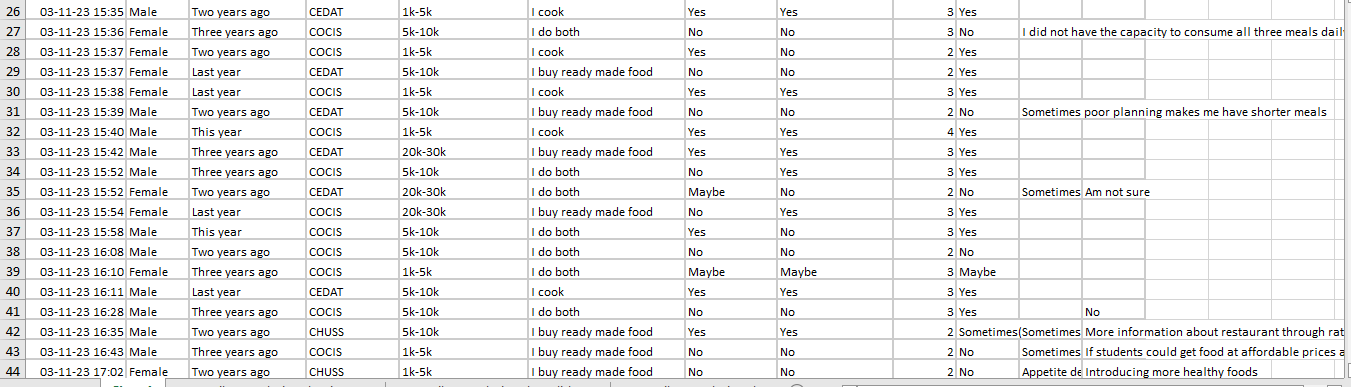 26 03-11-23 15:35 Male Two years ago CEDAT 1k-5k I cook Yes Yes 3 Yes
27 03-11-23 15:36 Female Three years ago COCIS 5k-10k I do both No No 3 No I did not have the capacity to consume all three meals dail
28 03-11-23 15:37 Female Two years ago COCIS 1k-5k I cook Yes No 2 Yes
29 03-11-23 15:37 Female Last year CEDAT 5k-10k I buy ready made food No No 2 Yes
30 03-11-23 15:38 Female Last year COCIS 1k-5k I cook Yes Yes 3 Yes
31 03-11-23 15:39 Male Two years ago CEDAT 5k-10k I buy ready made food No No 2 No Sometimes poor planning makes me have shorter meals
32 03-11-23 15:40 Male This year COCIS 1k-5k I cook Yes Yes 4 Yes
33 03-11-23 15:42 Male Three years ago CEDAT 20k-30k I buy ready made food Yes Yes 3 Yes
34 03-11-23 15:52 Male Three years ago COCIS 5k-10k I do both No Yes 3 Yes
35 03-11-23 15:52 Female Two years ago CEDAT 20k-30k I do both Maybe No 2 No Sometimes Am not sure
36 03-11-23 15:54 Female Last year COCIS 20k-30k I buy ready made food No Yes 3 Yes
37 03-11-23 15:58 Male This year COCIS 5k-10k I do both Yes No 3 Yes
38 03-11-23 16:08 Male Two years ago COCIS 5k-10k I do both No No 2 No
39 03-11-23 16:10 Female Three years ago COCIS 1k-5k I do both Maybe Maybe 3 Maybe
40 03-11-23 16:11 Male Last year CEDAT 5k-10k I cook Yes Yes 3 Yes
41 03-11-23 16:28 Male Three years ago COCIS 5k-10k I do both No No 3 Yes No
42 03-11-23 16:35 Male Two years ago CHUSS 5k-10k I buy ready made food Yes Yes 2 Sometimes( Sometimes More information about restaurant through rat
43 03-11-23 16:43 Male Three years ago COCIS 1k-5k I buy ready made food No No 2 No Sometimes If students could get food at affordable prices a
44 03-11-23 17:02 Female Two years ago CHUSS 1k-5k I buy ready made food No No 2 No Appetite de Introducing more healthy foods